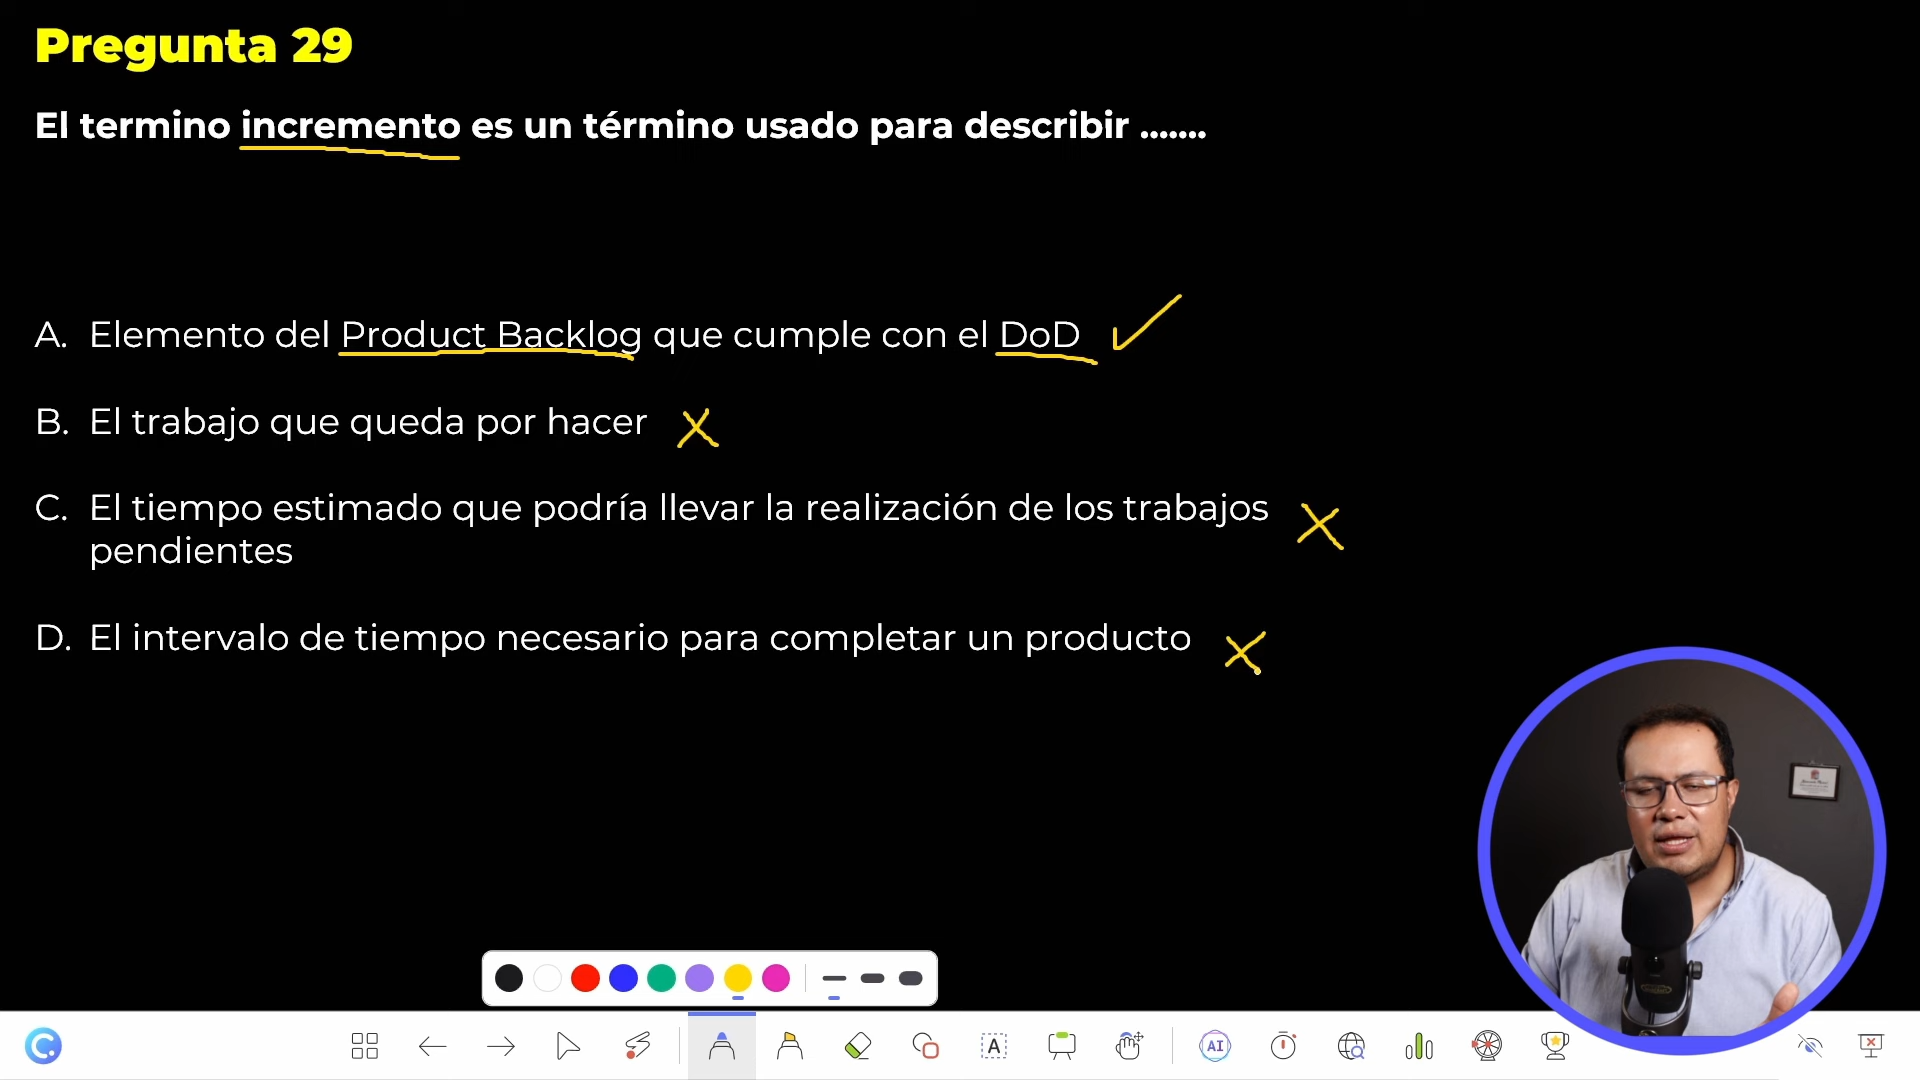 Pregunta 29
El termino incremento es un término usado para describir .......
A. Elemento del Product Backlog que cumple con el DoD
B. El trabajo que queda por hacer
C. El tiempo estimado que podría llevar la realización de los trabajos
pendientes
D. El intervalo de tiempo necesario para completar un producto
A
AI